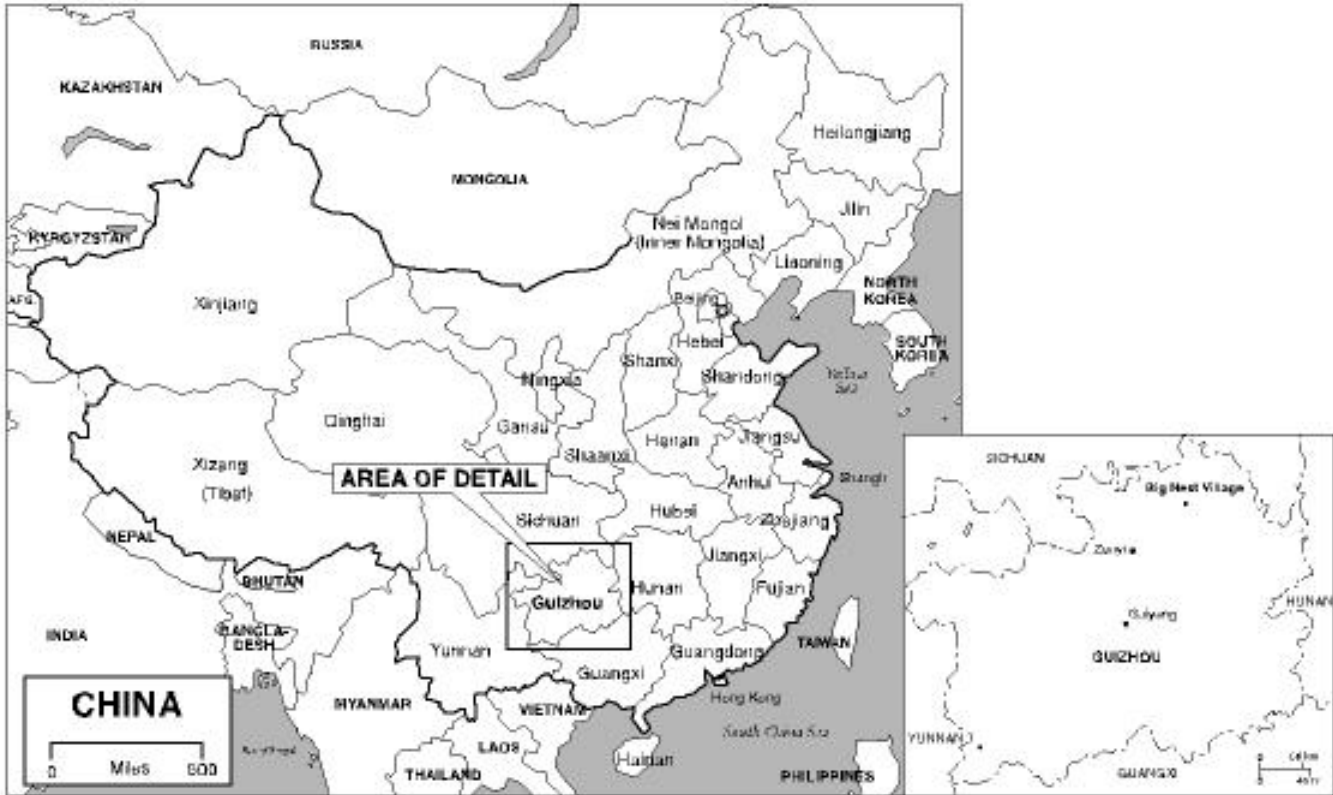 RUSSIA
KAZAKHSTAN
Heilongjiang
MONGOLIA
Jilin
Nei Mongol
(Inner Mongolia)
KYRGYZSTAN
Liaoning
NORTH
KOREA
AFG.
Xinjiang
Beijing
Hebei
SOUTH
KOREA
Shanxi
Ningxia
Shandong
Yellow
Sea
Qinghai
Gansu
Henan
Jiangsu
Shaanxi
Xizang
(Tibet)
AREA OF DETAIL
Anhui
Sichuan
Hubei
Zhejiang
NEPAL
Jiangxi
BHUTAN
Guizhou
Hunan
Fujian
INDIA
BANGLA-
DESH
Yunnan
Guangdong
TAIWAN
Guangxi
CHINA
0 Miles 500
MYANMAR
VIETNAM
Hong Kong
South China Sea
LAOS
Hainan
THAILAND
PHILIPPINES
SICHUAN
Big Nest Village
Zunyi
HUNAN
Guiyang
GUIZHOU
YUNNAN
GUANGXI